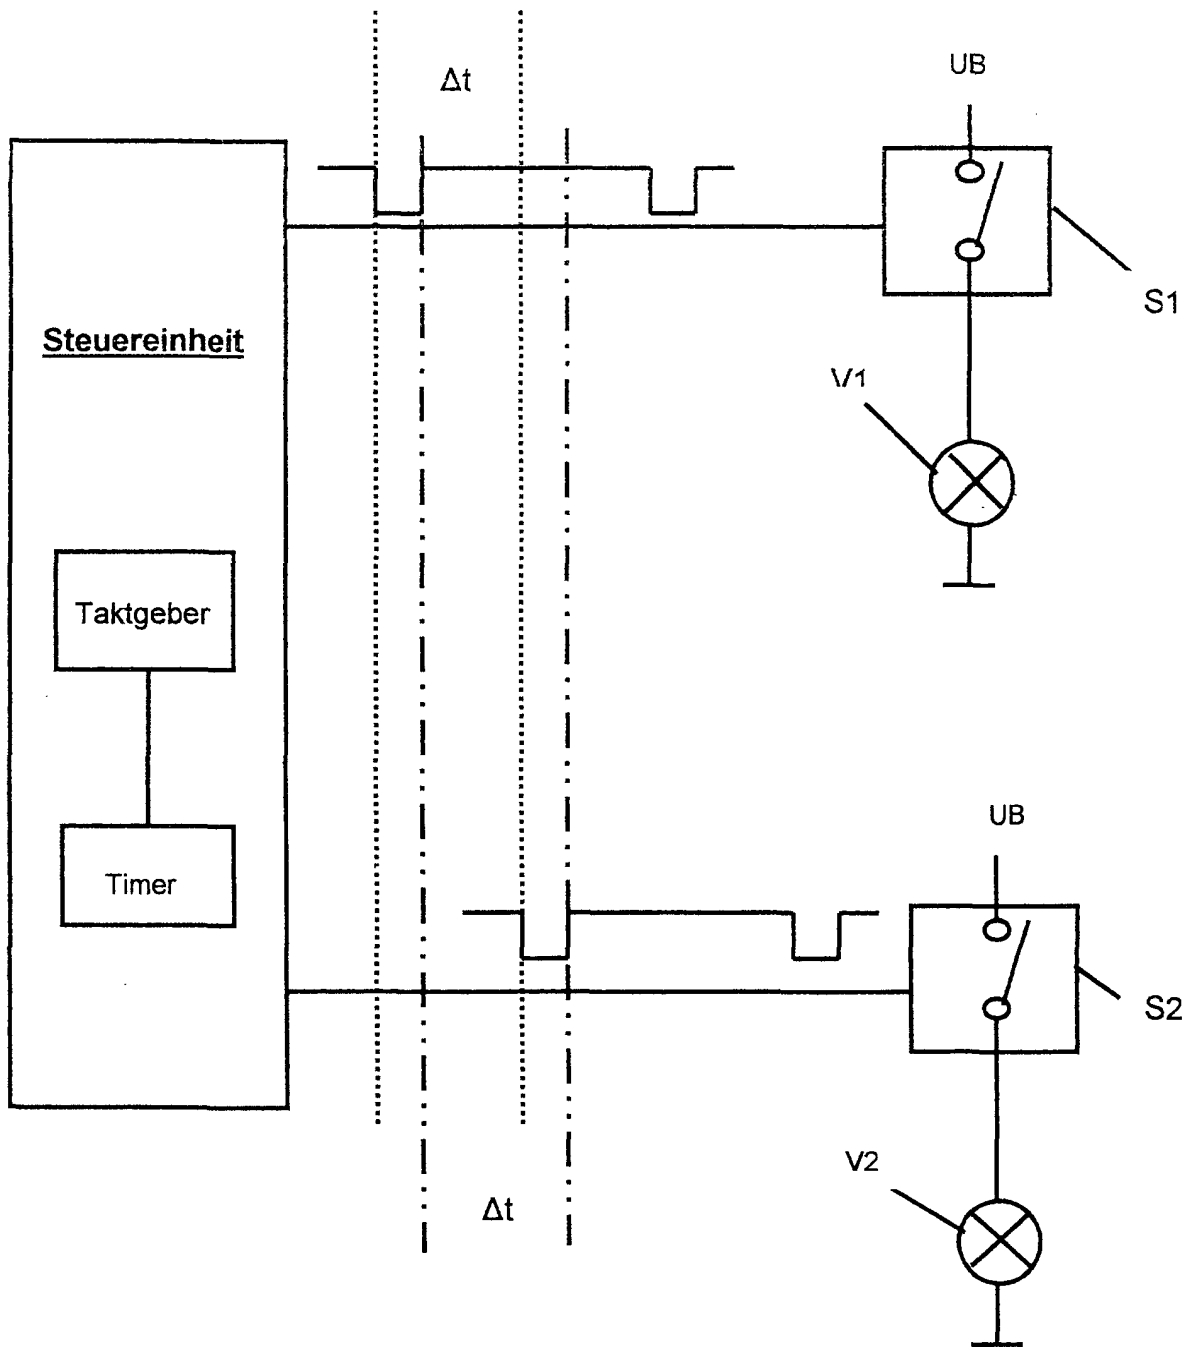 Δt
UB
S1
Steuereinheit
V1
Taktgeber
UB
Timer
S2
V2
Δt